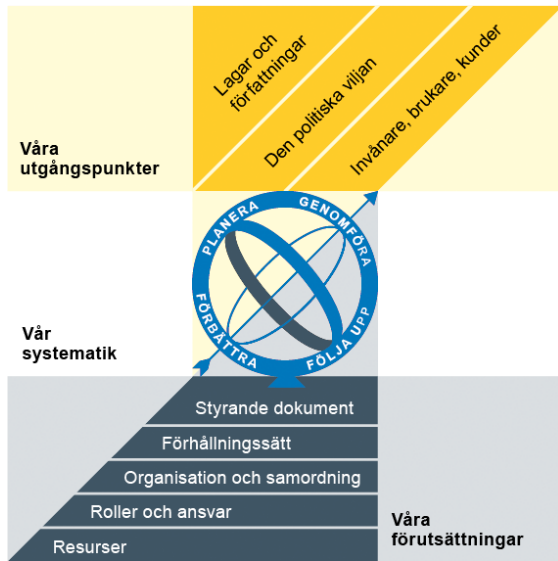 Lagar och
författningar
Den politiska viljan
Invånare, brukare, kunder
Våra
utgångspunkter
PLANERA
GENOMFÖRA
FÖRBÄTTRA
FÖLJA UPP
Vår
systematik
Styrande dokument
Förhållningssätt
Organisation och samordning
Roller och ansvar
Resurser
Våra
förutsättningar